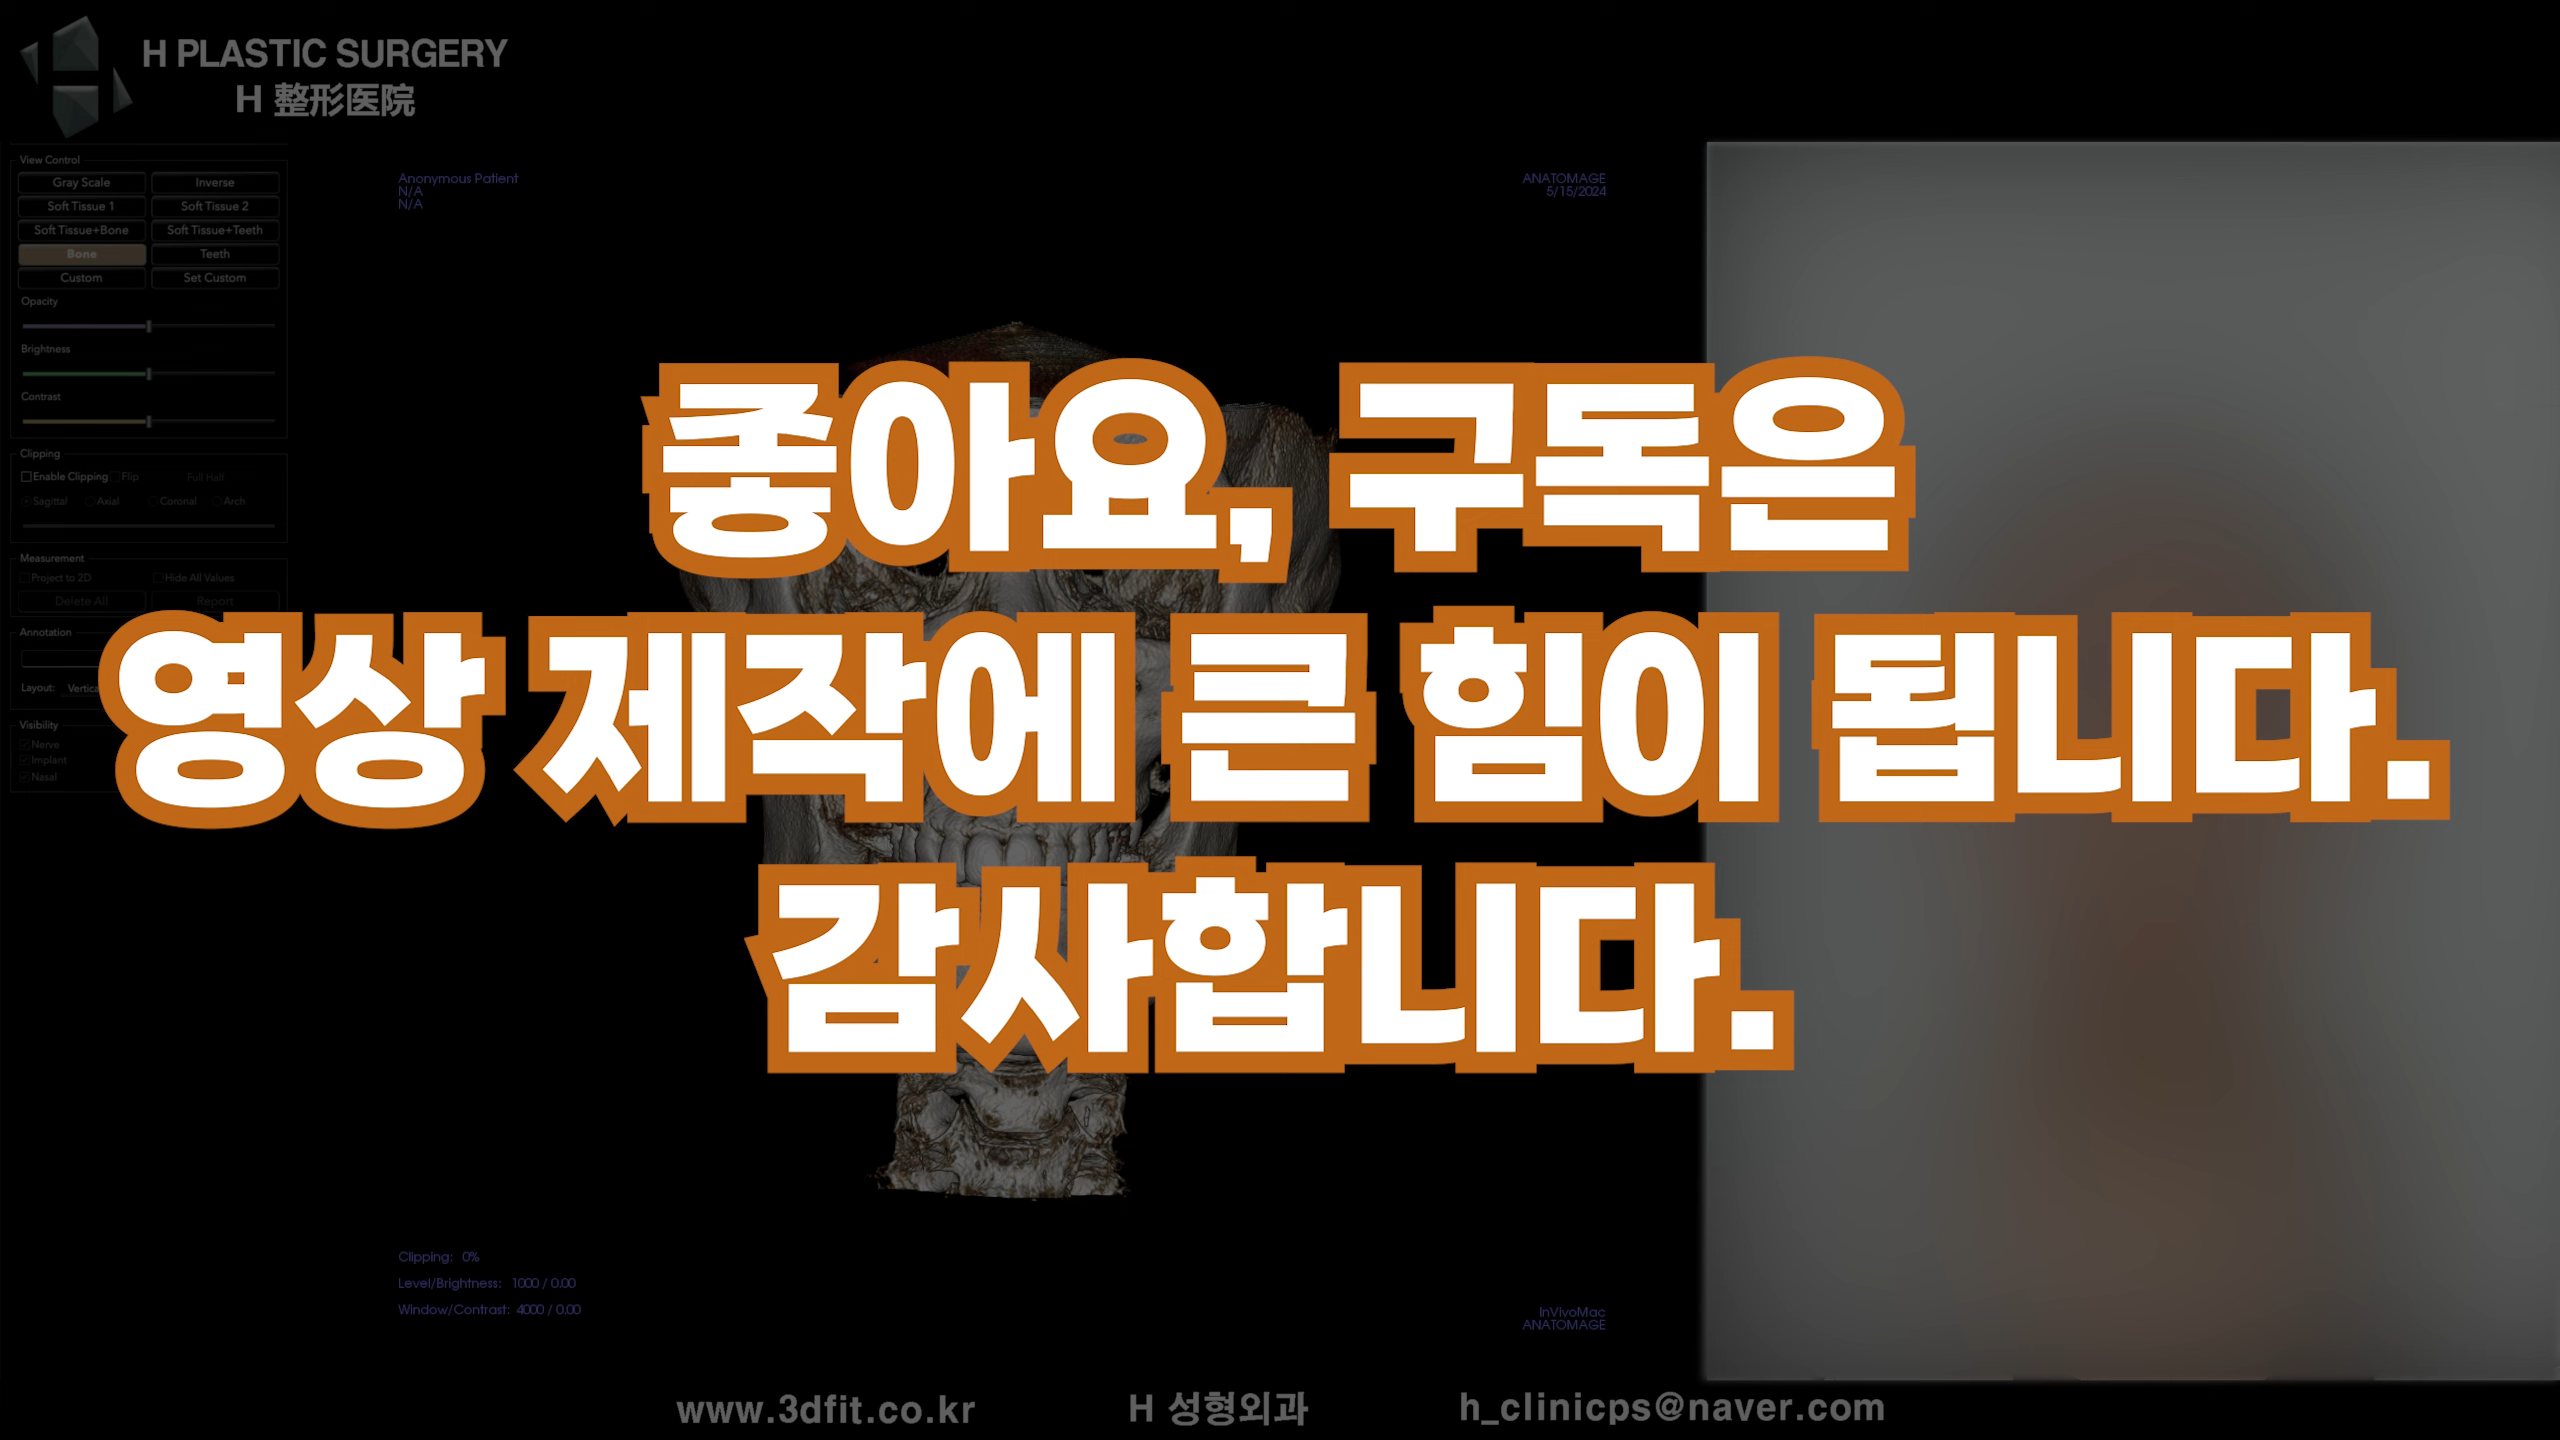 H PLASTIC SURGERY
H 整形医院
View Control
Gray Scale Inverse
Soft Tissue 1 Soft Tissue 2
Soft Tissue+Bone Soft Tissue+Teeth
Bone Teeth
Custom Set Custom
Opacity
Brightness
Contrast
Clipping
Enable Clipping Flip Full Half
Sagittal Axial Coronal Arch
Measurement
Project to 2D Hide All Values
Delete All Report
Annotation
Layout:
Visibility
Nerve
Implant
Nasal
Anonymous Patient
N/A
N/A
ANATOMAGE
5/15/2024
좋아요, 구독은
영상 제작에 큰 힘이 됩니다.
감사합니다.
Clipping: 0%
Level/Brightness: 1000 / 0.00
Window/Contrast: 4000 / 0.00
InVivoMac
ANATOMAGE
www.3dfit.co.kr H 성형외과 h_clinicps@naver.com